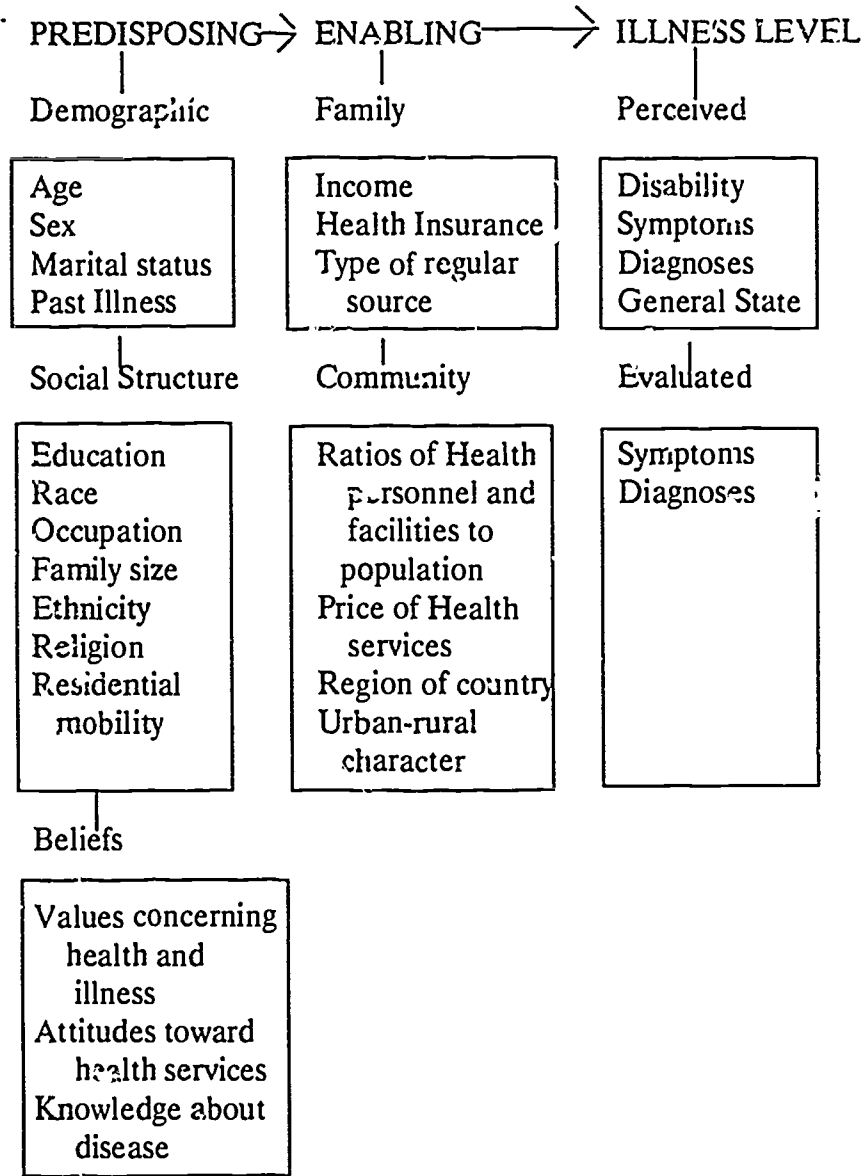 PREDISPOSING ENABLING ILLNESS LEVEL
Demographic
Age
Sex
Marital status
Past Illness
Social Structure
Education
Race
Occupation
Family size
Ethnicity
Religion
Residential
mobility
Beliefs
Values concerning
health and
illness
Attitudes toward
health services
Knowledge about
disease
Family
Income
Health Insurance
Type of regular
source
Community
Ratios of Health
personnel and
facilities to
population
Price of Health
services
Region of country
Urban-rural
character
Perceived
Disability
Symptoms
Diagnoses
General State
Evaluated
Symptoms
Diagnoses